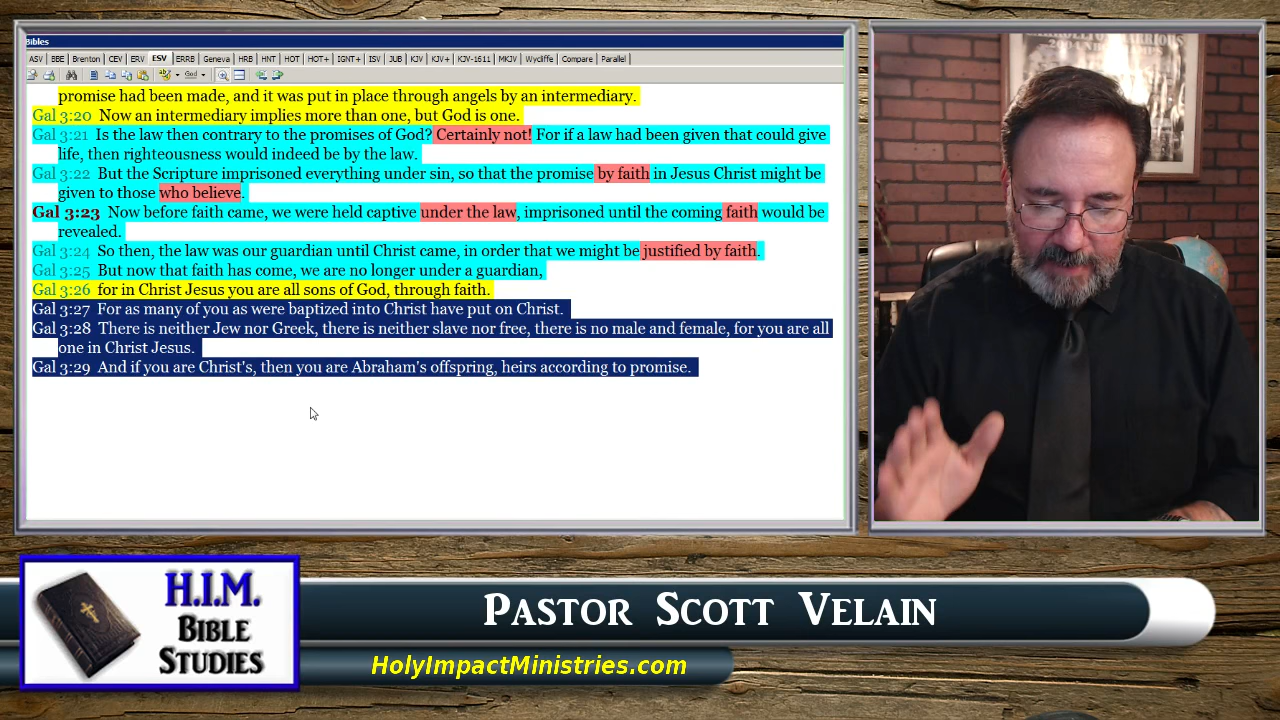 Bibles
ASV BBE Brenton CEV ERV ESV ERRB Geneva HRB HNT HOT HOT+ IGNT+ ISV JUB KJV KJV+ KJV-1611 MKJV Wycliffe Compare Parallel
God
promise had been made, and it was put in place through angels by an intermediary.
Gal 3:20 Now an intermediary implies more than one, but God is one.
Gal 3:21 Is the law then contrary to the promises of God? Certainly not! For if a law had been given that could give
life, then righteousness would indeed be by the law.
Gal 3:22 But the Scripture imprisoned everything under sin, so that the promise by faith in Jesus Christ might be
given to those who believe.
Gal 3:23 Now before faith came, we were held captive under the law, imprisoned until the coming faith would be
revealed.
Gal 3:24 So then, the law was our guardian until Christ came, in order that we might be justified by faith.
Gal 3:25 But now that faith has come, we are no longer under a guardian,
Gal 3:26 for in Christ Jesus you are all sons of God, through faith.
Gal 3:27 For as many of you as were baptized into Christ have put on Christ.
Gal 3:28 There is neither Jew nor Greek, there is neither slave nor free, there is no male and female, for you are all
one in Christ Jesus.
Gal 3:29 And if you are Christ's, then you are Abraham's offspring, heirs according to promise.
H.I.M.
BIBLE
STUDIES
PASTOR SCOTT VELAIN
HolyImpactMinistries.com